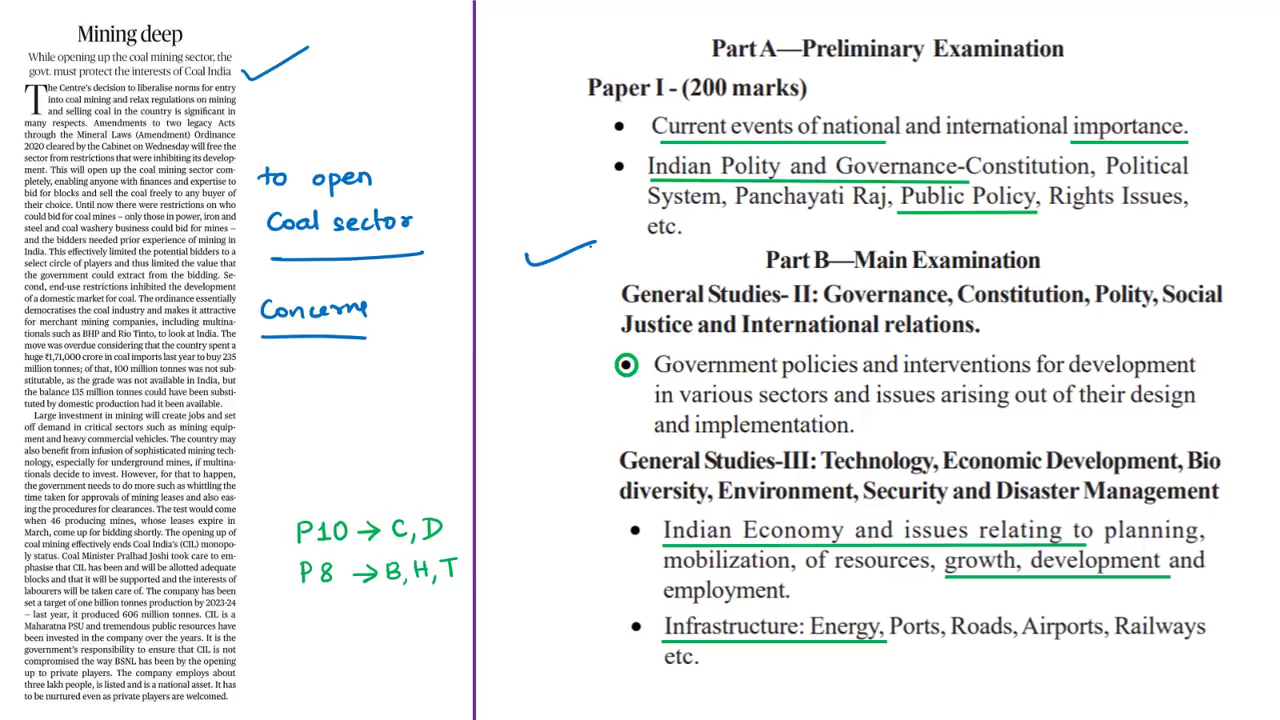 Mining deep
While opening up the coal mining sector, the
govt. must protect the interests of Coal India
The Centre's decision to liberalise norms for entry
into coal mining and relax regulations on mining
and selling coal in the country is significant in
many respects. Amendments to two legacy Acts
through the Mineral Laws (Amendment) Ordinance
2020 cleared by the Cabinet on Wednesday will free the
sector from restrictions that were inhibiting its develop-
ment. This will open up the coal mining sector com-
pletely, enabling anyone with finances and expertise to
bid for blocks and sell the coal freely to any buyer of
their choice. Until now there were restrictions on who
could bid for coal mines – only those in power, iron and
steel and coal washery business could bid for mines –
and the bidders needed prior experience of mining in
India. This effectively limited the potential bidders to a
select circle of players and thus limited the value that
the government could extract from the bidding. Se-
cond, end-use restrictions inhibited the development
of a domestic market for coal. The ordinance essentially
democratises the coal industry and makes it attractive
for merchant mining companies, including multina-
tionals such as BHP and Rio Tinto, to look at India. The
move was overdue considering that the country spent a
huge ₹1,71,000 crore in coal imports last year to buy 235
million tonnes; of that, 100 million tonnes was not sub-
stitutable, as the grade was not available in India, but
the balance 135 million tonnes could have been substi-
tuted by domestic production had it been available.
Large investment in mining will create jobs and set
off demand in critical sectors such as mining equip-
ment and heavy commercial vehicles. The country may
also benefit from infusion of sophisticated mining tech-
nology, especially for underground mines, if multina-
tionals decide to invest. However, for that to happen,
the government needs to do more such as whittling the
time taken for approvals of mining leases and also eas-
ing the procedures for clearances. The test would come
when 46 producing mines, whose leases expire in
March, come up for bidding shortly. The opening up of
coal mining effectively ends Coal India's (CIL) monopo-
ly status. Coal Minister Pralhad Joshi took care to em-
phasise that CIL has been and will be allotted adequate
blocks and that it will be supported and the interests of
labourers will be taken care of. The company has been
set a target of one billion tonnes production by 2023-24
– last year, it produced 606 million tonnes. CIL is a
Maharatna PSU and tremendous public resources have
been invested in the company over the years. It is the
government's responsibility to ensure that CIL is not
compromised the way BSNL has been by the opening
up to private players. The company employs about
three lakh people, is listed and is a national asset. It has
to be nurtured even as private players are welcomed.
to open
Coal sector
Concerns
P10 → C, D
P8 → B, H, T
Part A—Preliminary Examination
Paper I - (200 marks)
• Current events of national and international importance.
• Indian Polity and Governance-Constitution, Political
System, Panchayati Raj, Public Policy, Rights Issues,
etc.
Part B—Main Examination
General Studies- II: Governance, Constitution, Polity, Social
Justice and International relations.
• Government policies and interventions for development
in various sectors and issues arising out of their design
and implementation.
General Studies-III: Technology, Economic Development, Bio
diversity, Environment, Security and Disaster Management
• Indian Economy and issues relating to planning,
mobilization, of resources, growth, development and
employment.
• Infrastructure: Energy, Ports, Roads, Airports, Railways
etc.